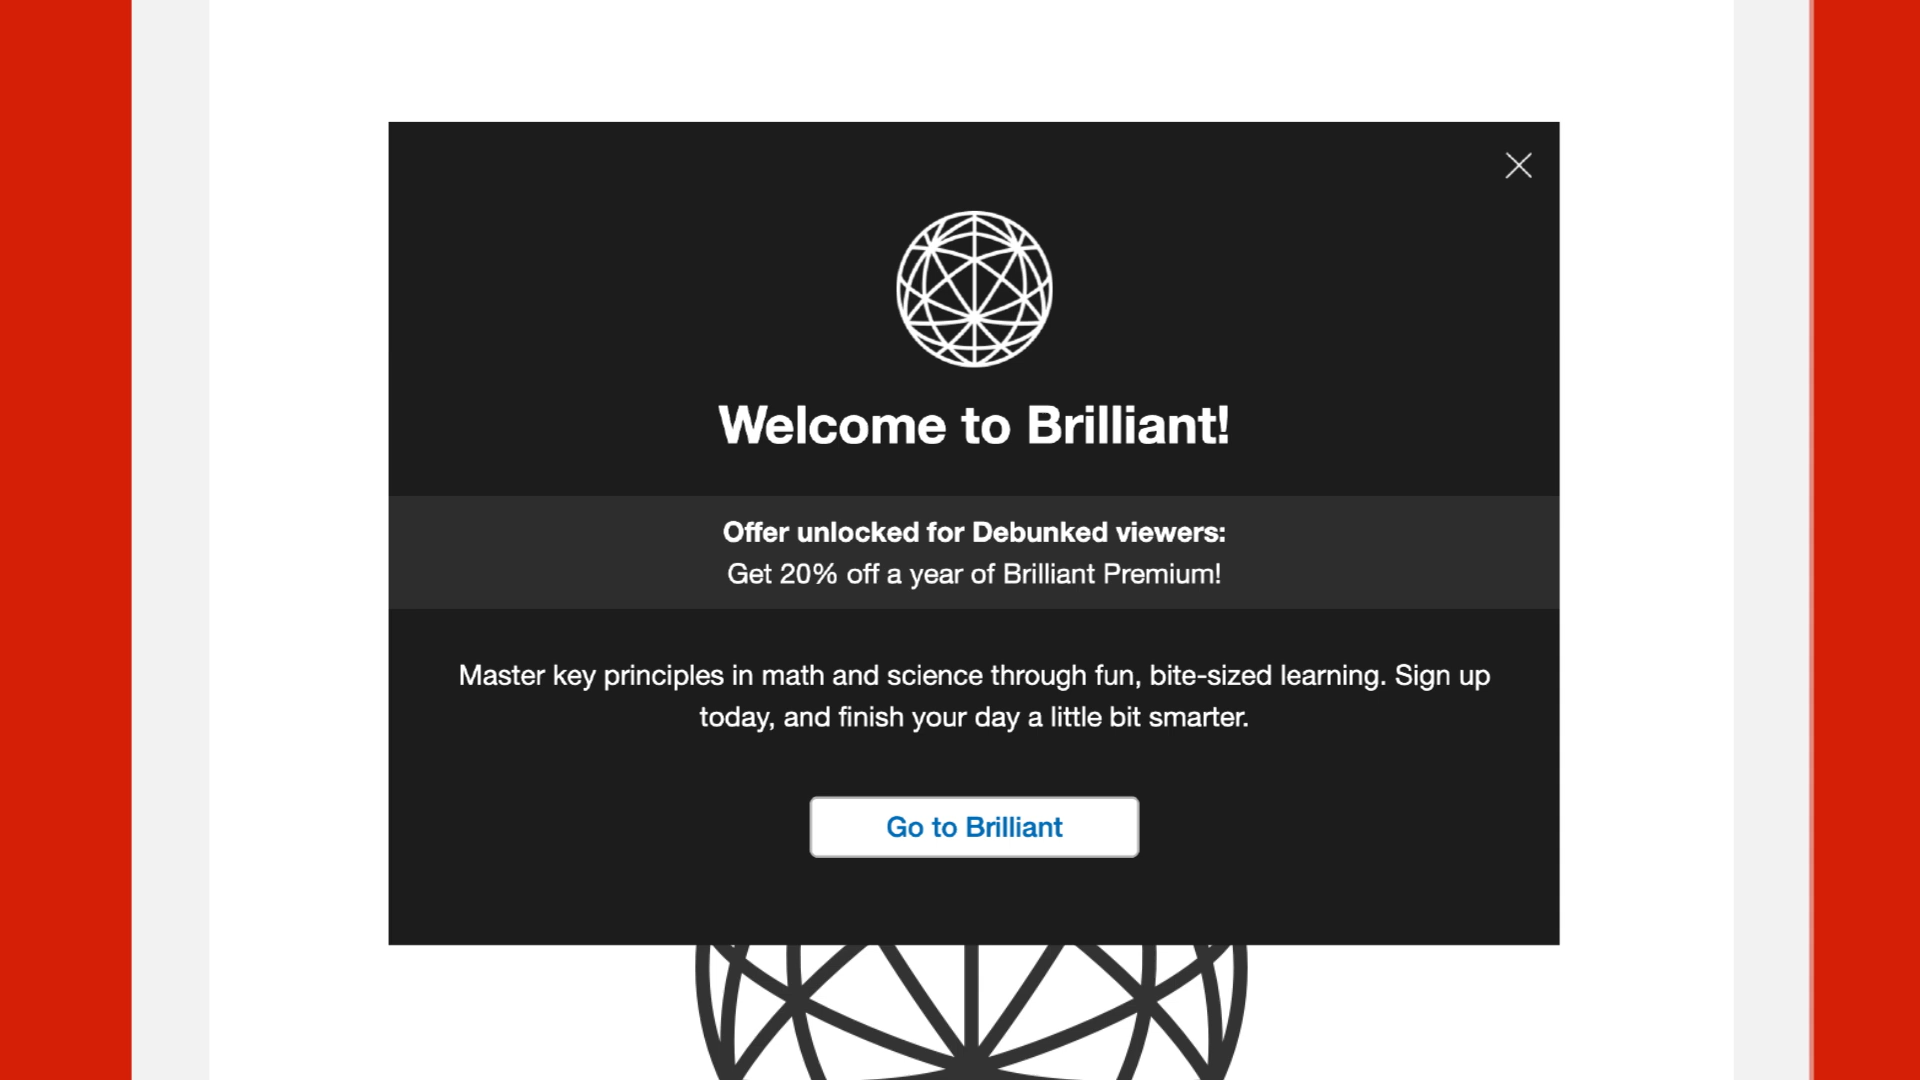 Welcome to Brilliant!
Offer unlocked for Debunked viewers:
Get 20% off a year of Brilliant Premium!
Master key principles in math and science through fun, bite-sized learning. Sign up
today, and finish your day a little bit smarter.
Go to Brilliant